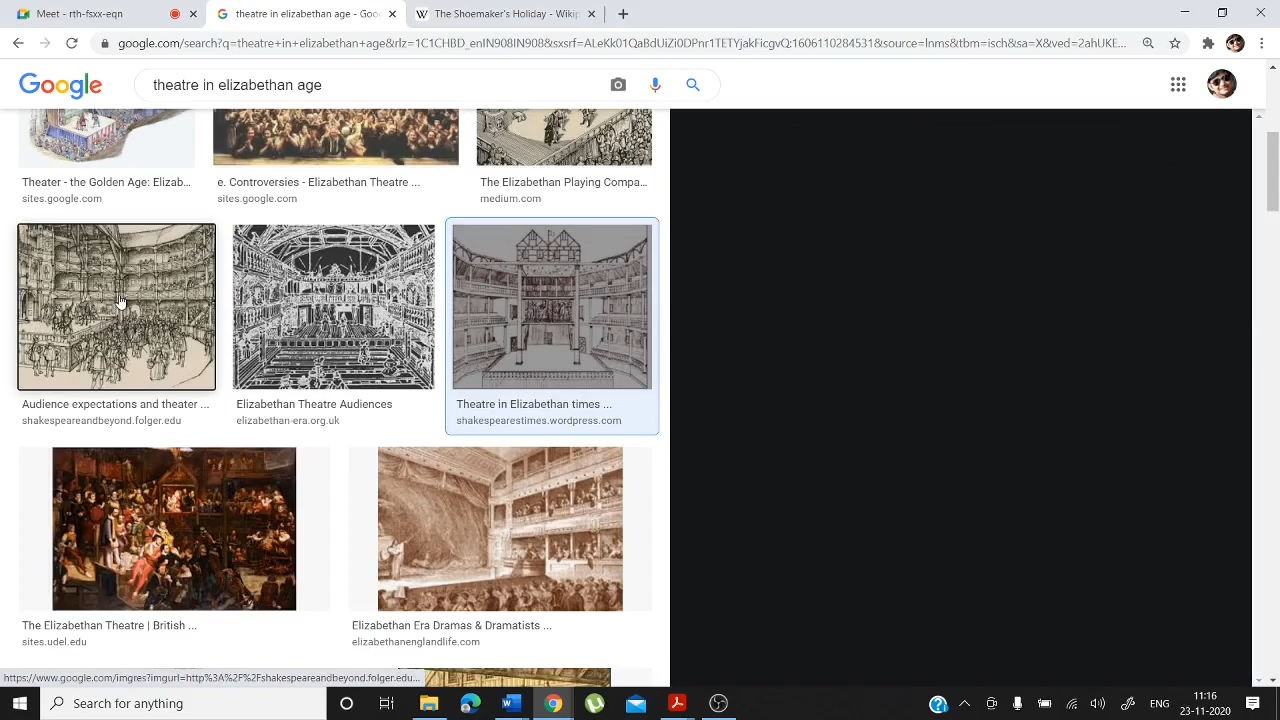 Meet - rth-fsxx-eqn
theatre in elizabethan age - Goo
The Shoemaker's Holiday - Wikip
google.com/search?q=theatre+in+elizabethan+age&rlz=1C1CHBD_enIN908IN908&sxsrf=ALeKk01QaBdUiZi0DPnr1TETYjakFicgvQ:1606110284531&source=lnms&tbm=isch&sa=X&ved=2ahUKE...
Google
theatre in elizabethan age
Theater - the Golden Age: Elizab...
e. Controversies - Elizabethan Theatre ...
The Elizabethan Playing Compa...
sites.google.com
sites.google.com
medium.com
Audience expectations and theater ...
Elizabethan Theatre Audiences
Theatre in Elizabethan times ...
shakespeareandbeyond.folger.edu
elizabethan-era.org.uk
shakespearestimes.wordpress.com
The Elizabethan Theatre | British ...
Elizabethan Era Dramas & Dramatists ...
sites.udel.edu
elizabethanenglandlife.com
https://www.google.com/imgres?imgurl=http%3A%2F%2Fshakespeareandbeyond.folger.edu...
Search for anything
ENG
11:16
23-11-2020